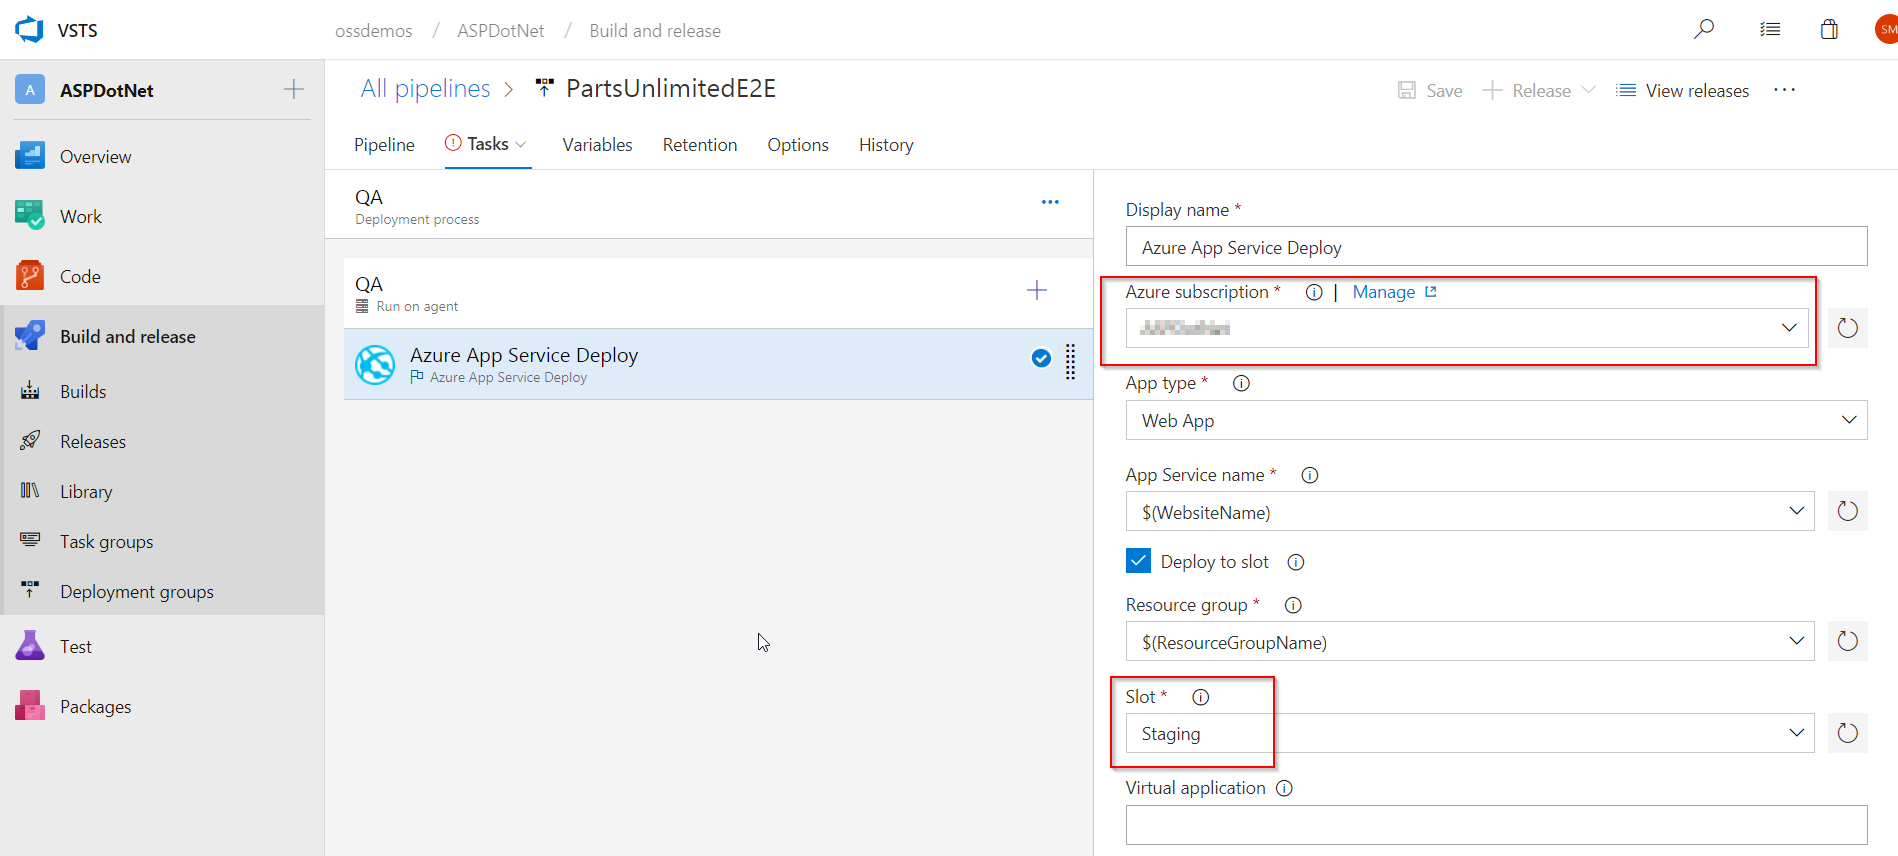 VSTS
ossdemos / ASPDotNet / Build and release
SM
A ASPDotNet
All pipelines > PartsUnlimitedE2E
Save Release View releases ...
Pipeline Tasks Variables Retention Options History
Overview
Work
Code
Build and release
Builds
Releases
Library
Task groups
Deployment groups
Test
Packages
QA
Deployment process
...
QA
Run on agent
Azure App Service Deploy
Azure App Service Deploy
Display name *
Azure App Service Deploy
Azure subscription * | Manage
App type *
Web App
App Service name *
$(WebsiteName)
Deploy to slot
Resource group *
$(ResourceGroupName)
Slot *
Staging
Virtual application